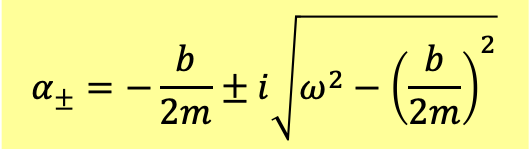 α± = − b/2m ± i √(ω² − (b/2m)²)